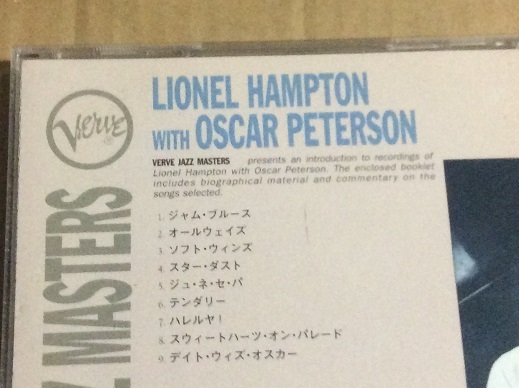 Verve
LIONEL HAMPTON
WITH OSCAR PETERSON
VERVE JAZZ MASTERS presents an introduction to recordings of
Lionel Hampton with Oscar Peterson. The enclosed booklet
includes biographical material and commentary on the
songs selected.
1. ジャム・ブルース
2. オールウェイズ
3. ソフト・ウィンズ
4. スター・ダスト
5. ジュ・ネ・セ・パ
6. テンダリー
7. ハレルヤ!
8. スウィートハーツ・オン・パレード
9. デイト・ウィズ・オスカー
Z MASTERS